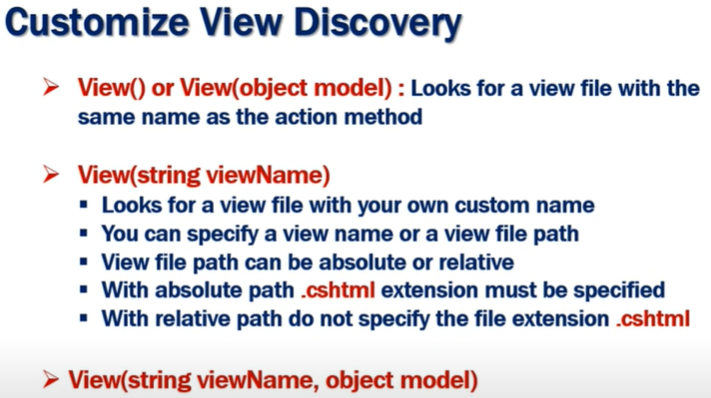 Customize View Discovery
➢ View() or View(object model) : Looks for a view file with the
same name as the action method
➢ View(string viewName)
▪ Looks for a view file with your own custom name
▪ You can specify a view name or a view file path
▪ View file path can be absolute or relative
▪ With absolute path .cshtml extension must be specified
▪ With relative path do not specify the file extension .cshtml
➢ View(string viewName, object model)